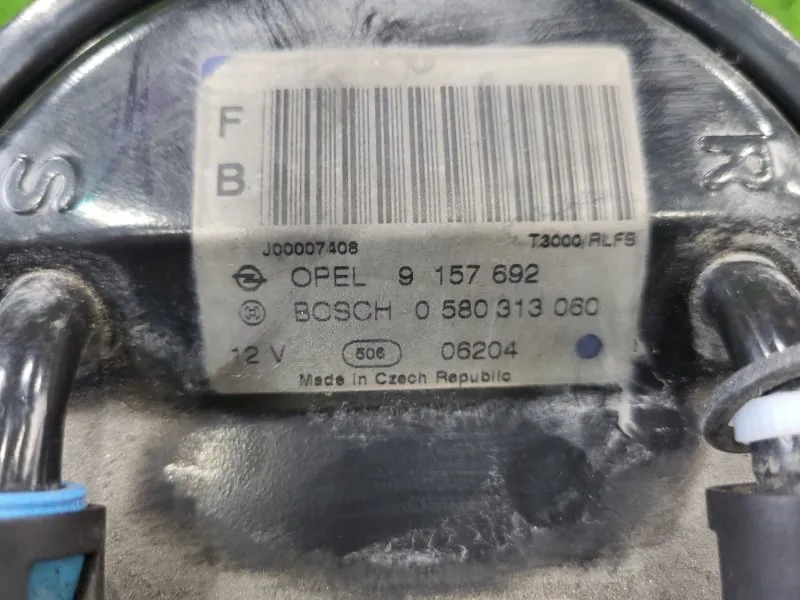 F
B
S
R
J00007408 T3000/RLFS
OPEL 9 157 692
BOSCH 0 580 313 060
12 V 506 06204
Made in Czech Republic